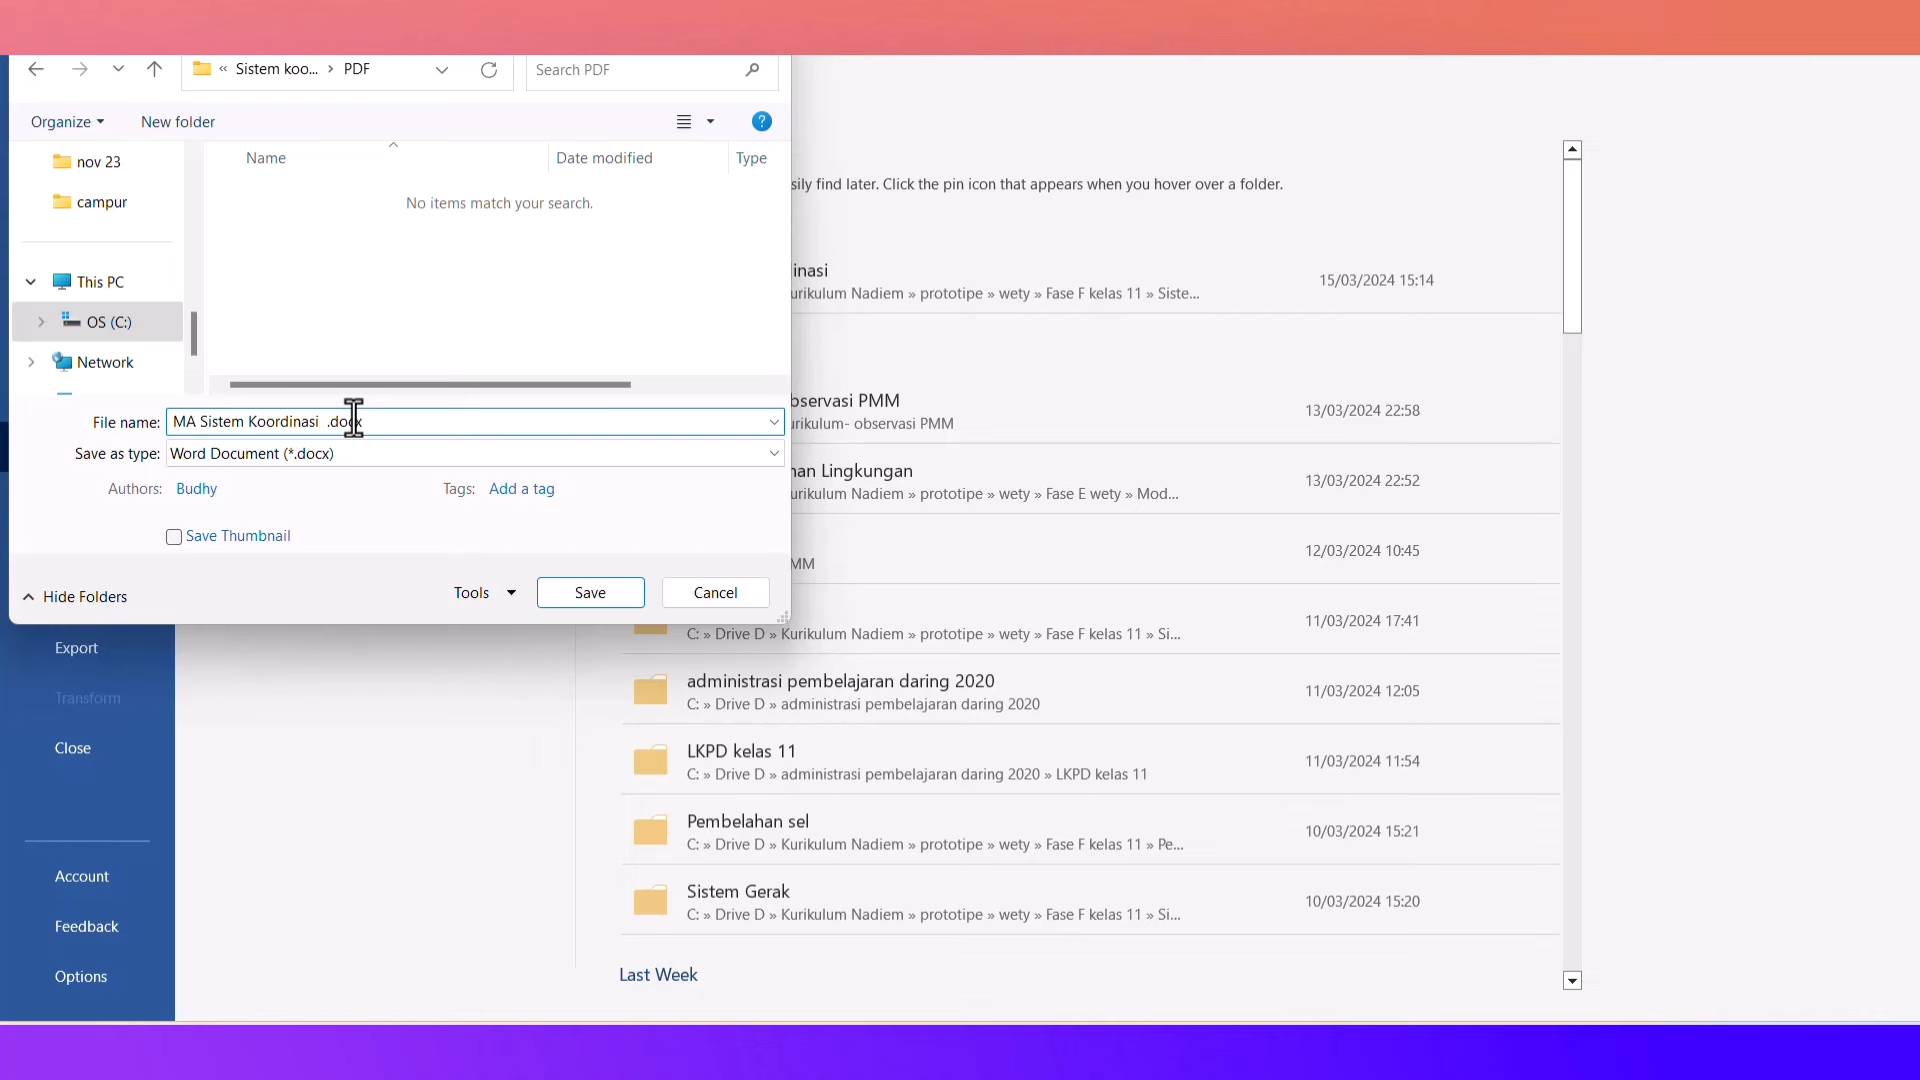 « Sistem koo... › PDF
Search PDF
Organize
New folder
?
nov 23
campur
This PC
OS (C:)
Network
Name
Date modified
Type
No items match your search.
File name: MA Sistem Koordinasi .docx
Save as type: Word Document (*.docx)
Authors: Budhy
Tags: Add a tag
Save Thumbnail
Hide Folders
Tools
Save
Cancel
Export
Transform
Close
Account
Feedback
Options
sily find later. Click the pin icon that appears when you hover over a folder.
inasi
urikulum Nadiem » prototipe » wety » Fase F kelas 11 » Siste...
15/03/2024 15:14
bservasi PMM
urikulum- observasi PMM
13/03/2024 22:58
nan Lingkungan
urikulum Nadiem » prototipe » wety » Fase E wety » Mod...
13/03/2024 22:52
MM
12/03/2024 10:45
C: » Drive D » Kurikulum Nadiem » prototipe » wety » Fase F kelas 11 » Si...
11/03/2024 17:41
administrasi pembelajaran daring 2020
C: » Drive D » administrasi pembelajaran daring 2020
11/03/2024 12:05
LKPD kelas 11
C: » Drive D » administrasi pembelajaran daring 2020 » LKPD kelas 11
11/03/2024 11:54
Pembelahan sel
C: » Drive D » Kurikulum Nadiem » prototipe » wety » Fase F kelas 11 » Pe...
10/03/2024 15:21
Sistem Gerak
C: » Drive D » Kurikulum Nadiem » prototipe » wety » Fase F kelas 11 » Si...
10/03/2024 15:20
Last Week